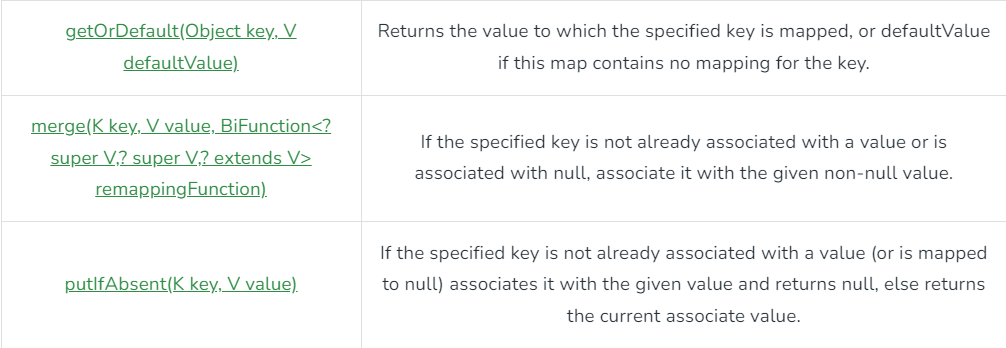 getOrDefault(Object key, V
defaultValue)
Returns the value to which the specified key is mapped, or defaultValue
if this map contains no mapping for the key.
merge(K key, V value, BiFunction<?
super V,? super V,? extends V>
remappingFunction)
If the specified key is not already associated with a value or is
associated with null, associate it with the given non-null value.
putIfAbsent(K key, V value)
If the specified key is not already associated with a value (or is mapped
to null) associates it with the given value and returns null, else returns
the current associate value.